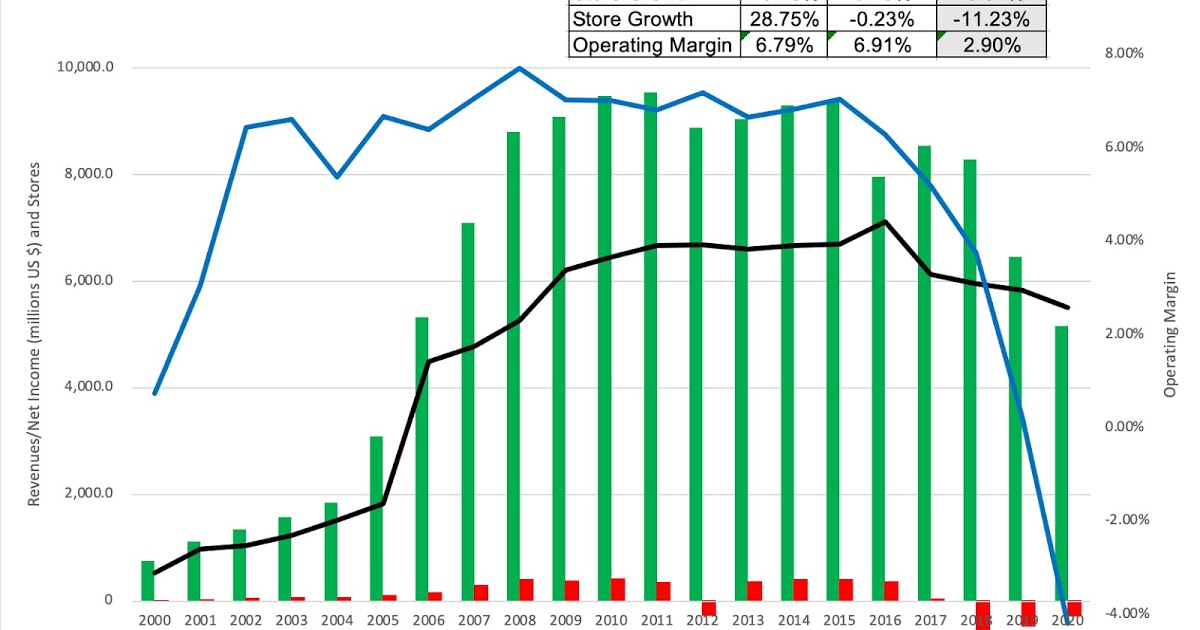 Store Growth 28.75% -0.23% -11.23%
Operating Margin 6.79% 6.91% 2.90%
8.00%
10,000.0
6.00%
8,000.0
4.00%
6,000.0
2.00%
4,000.0
0.00%
2,000.0
-2.00%
0
-4.00%
Revenues/Net Income (millions US $) and Stores
Operating Margin
2000 2001 2002 2003 2004 2005 2006 2007 2008 2009 2010 2011 2012 2013 2014 2015 2016 2017 2018 2019 2020